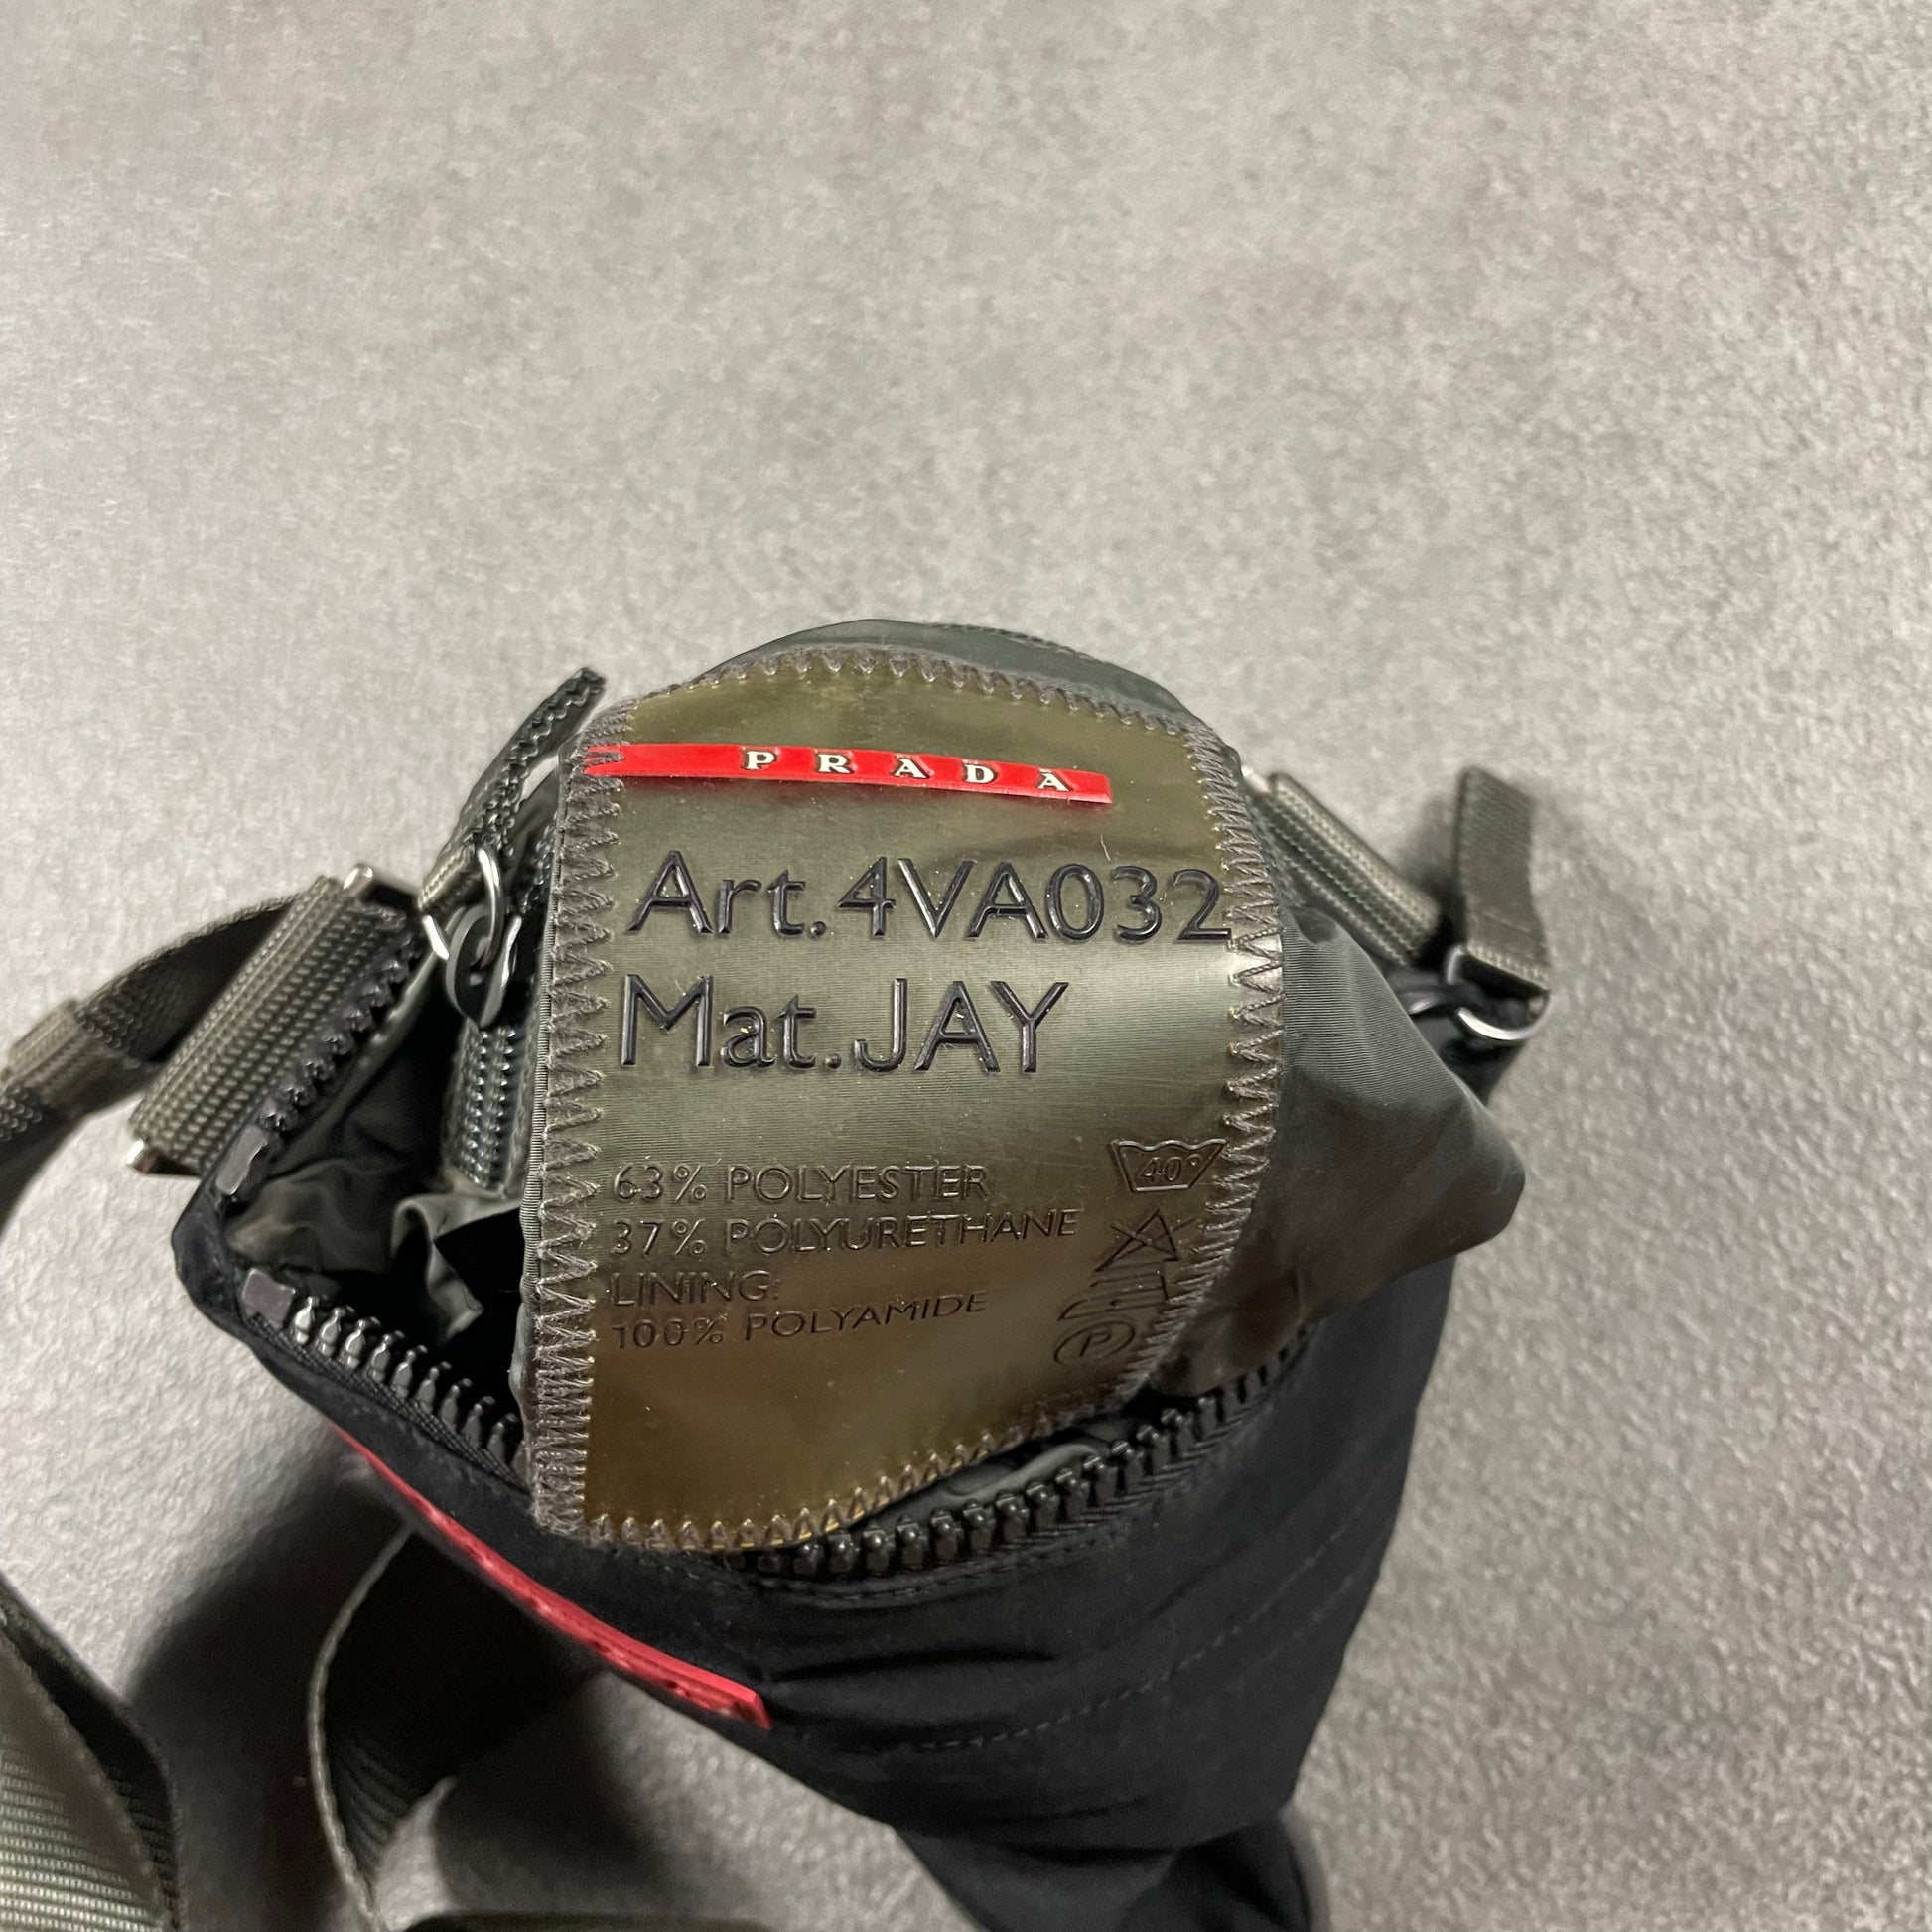 PRADA
Art. 4VA032
Mat. JAY
63% POLYESTER
37% POLYURETHANE
LINING:
100% POLYAMIDE
40°
P